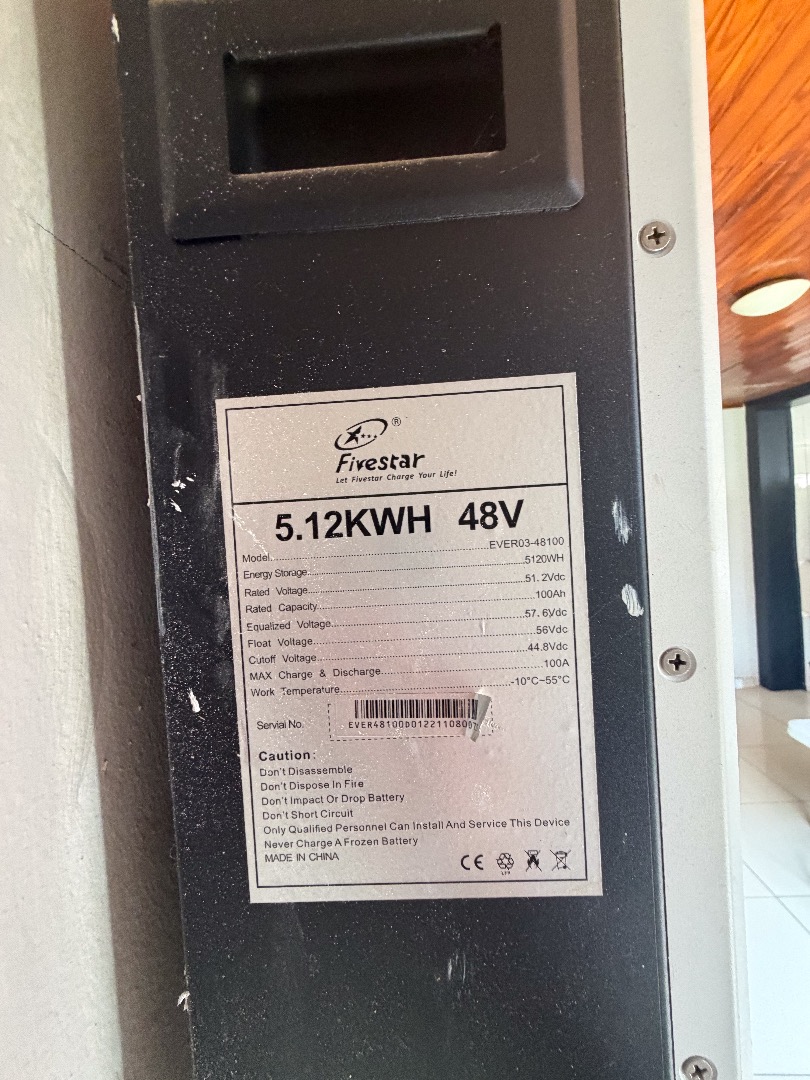 ®
Fivestar
Let Fivestar Charge Your Life!
5.12KWH 48V
Model EVER03-48100
Energy Storage 5120WH
Rated Voltage 51.2Vdc
Rated Capacity 100Ah
Equalized Voltage 57.6Vdc
Float Voltage 56Vdc
Cutoff Voltage 44.8Vdc
MAX Charge & Discharge 100A
Work Temperature -10°C~55°C
Servial No.
Caution:
Don't Disassemble
Don't Dispose In Fire
Don't Impact Or Drop Battery
Don't Short Circuit
Only Qualified Personnel Can Install And Service This Device
Never Charge A Frozen Battery
MADE IN CHINA
CE